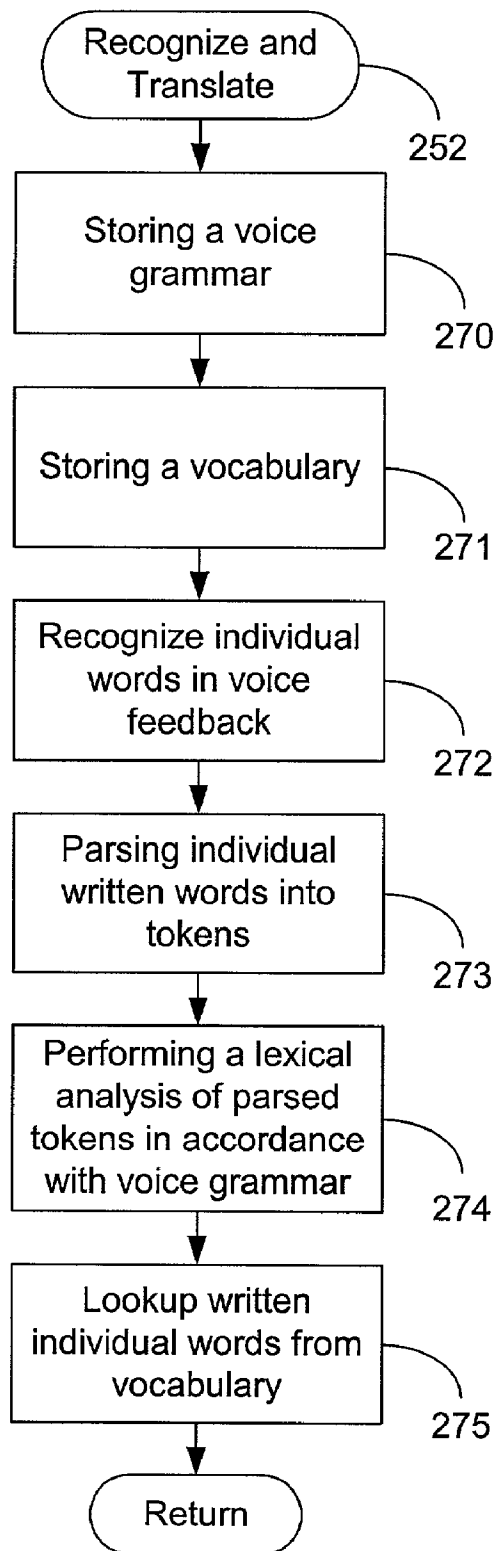 Recognize and
Translate
252
Storing a voice
grammar
270
Storing a vocabulary
271
Recognize individual
words in voice
feedback
272
Parsing individual
written words into
tokens
273
Performing a lexical
analysis of parsed
tokens in accordance
with voice grammar
274
Lookup written
individual words from
vocabulary
275
Return